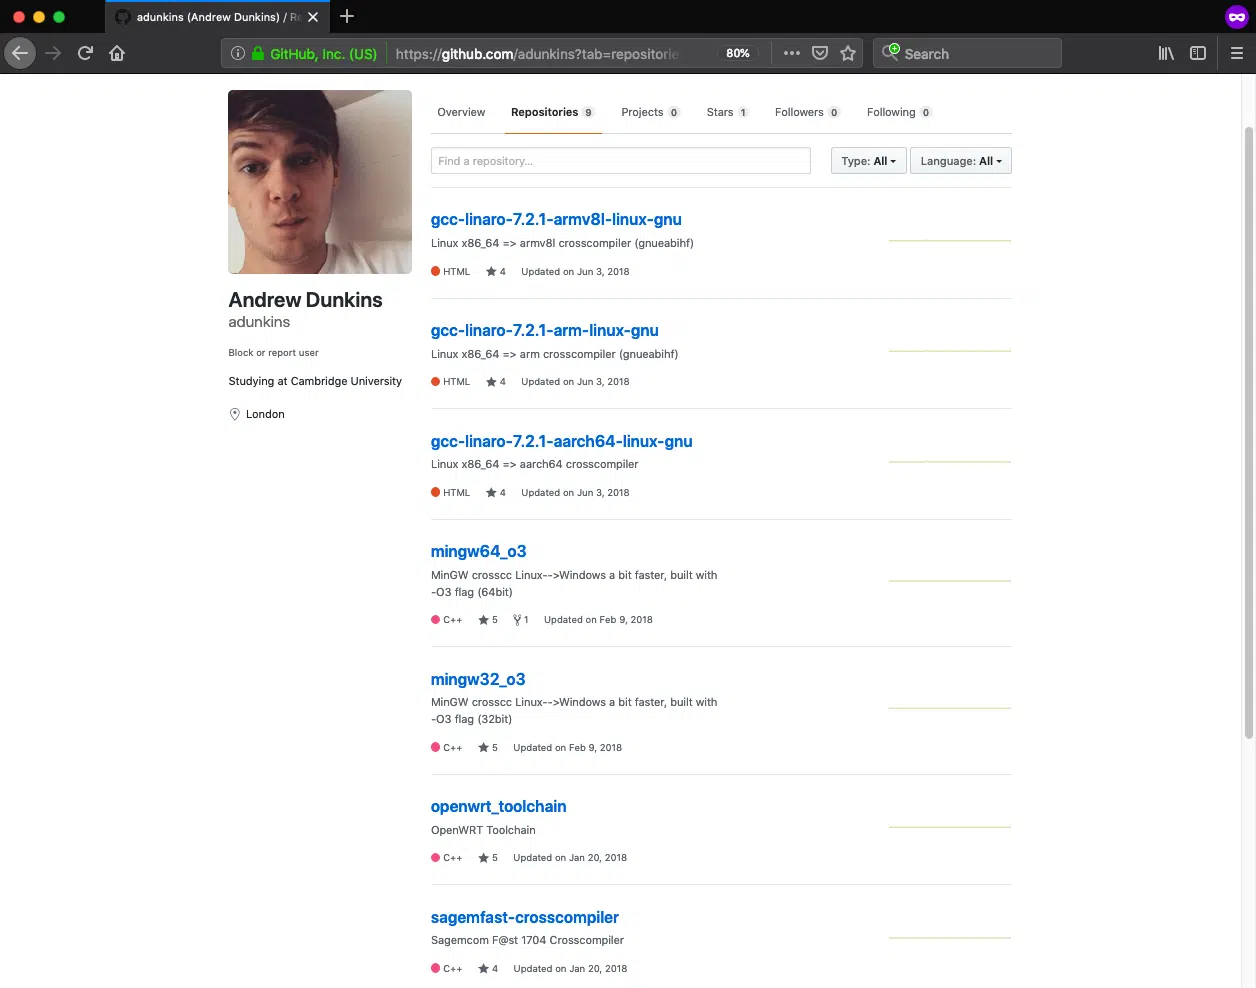 adunkins (Andrew Dunkins) / Re
GitHub, Inc. (US)
https://github.com/adunkins?tab=repositorie
80%
Search
Overview
Repositories 9
Projects 0
Stars 1
Followers 0
Following 0
Find a repository...
Type: All
Language: All
Andrew Dunkins
adunkins
Block or report user
Studying at Cambridge University
London
gcc-linaro-7.2.1-armv8l-linux-gnu
Linux x86_64 => armv8l crosscompiler (gnueabihf)
HTML 4 Updated on Jun 3, 2018
gcc-linaro-7.2.1-arm-linux-gnu
Linux x86_64 => arm crosscompiler (gnueabihf)
HTML 4 Updated on Jun 3, 2018
gcc-linaro-7.2.1-aarch64-linux-gnu
Linux x86_64 => aarch64 crosscompiler
HTML 4 Updated on Jun 3, 2018
mingw64_o3
MinGW crosscc Linux-->Windows a bit faster, built with
-O3 flag (64bit)
C++ 5 1 Updated on Feb 9, 2018
mingw32_o3
MinGW crosscc Linux-->Windows a bit faster, built with
-O3 flag (32bit)
C++ 5 Updated on Feb 9, 2018
openwrt_toolchain
OpenWRT Toolchain
C++ 5 Updated on Jan 20, 2018
sagemfast-crosscompiler
Sagemcom F@st 1704 Crosscompiler
C++ 4 Updated on Jan 20, 2018